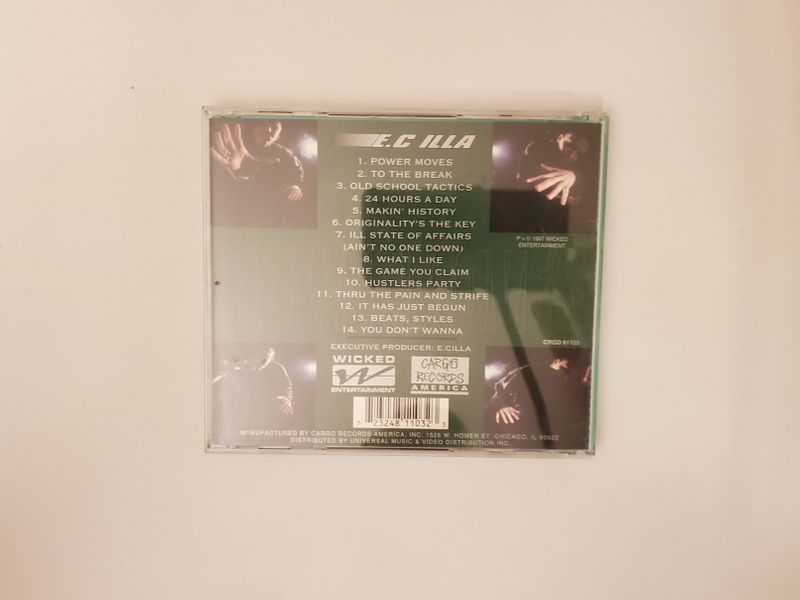 E.C ILLA
1. POWER MOVES
2. TO THE BREAK
3. OLD SCHOOL TACTICS
4. 24 HOURS A DAY
5. MAKIN' HISTORY
6. ORIGINALITY'S THE KEY
7. ILL STATE OF AFFAIRS
(AIN'T NO ONE DOWN)
8. WHAT I LIKE
9. THE GAME YOU CLAIM
10. HUSTLERS PARTY
11. THRU THE PAIN AND STRIFE
12. IT HAS JUST BEGUN
13. BEATS, STYLES
14. YOU DON'T WANNA
P • © 1997 WICKED
ENTERTAINMENT
CRGD 81103
EXECUTIVE PRODUCER: E.CILLA
WICKED
W
ENTERTAINMENT
CARGO
RECORDS
AMERICA
7 23248 11032 3
MANUFACTURED BY CARGO RECORDS AMERICA, INC. 1525 W. HOMER ST. CHICAGO, IL 60622
DISTRIBUTED BY UNIVERSAL MUSIC & VIDEO DISTRIBUTION INC.